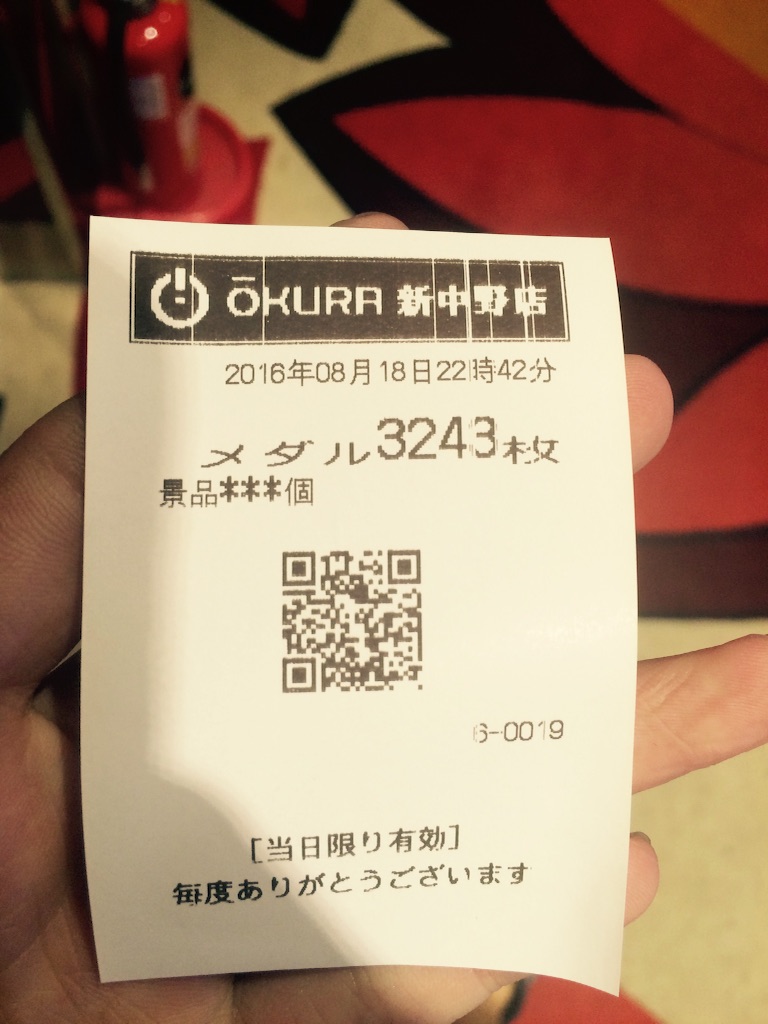 ŌKURA 新中野店
2016年08月18日22時42分
メダル3243枚
景品***個
6-0019
[当日限り有効]
毎度ありがとうございます